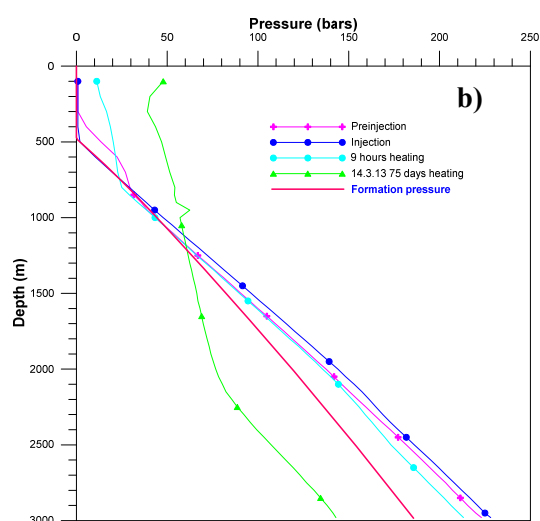 Pressure (bars)
0 50 100 150 200 250
0
b)
Preinjection
500
Injection
9 hours heating
14.3.13 75 days heating
Formation pressure
1000
Depth (m)
1500
2000
2500
3000